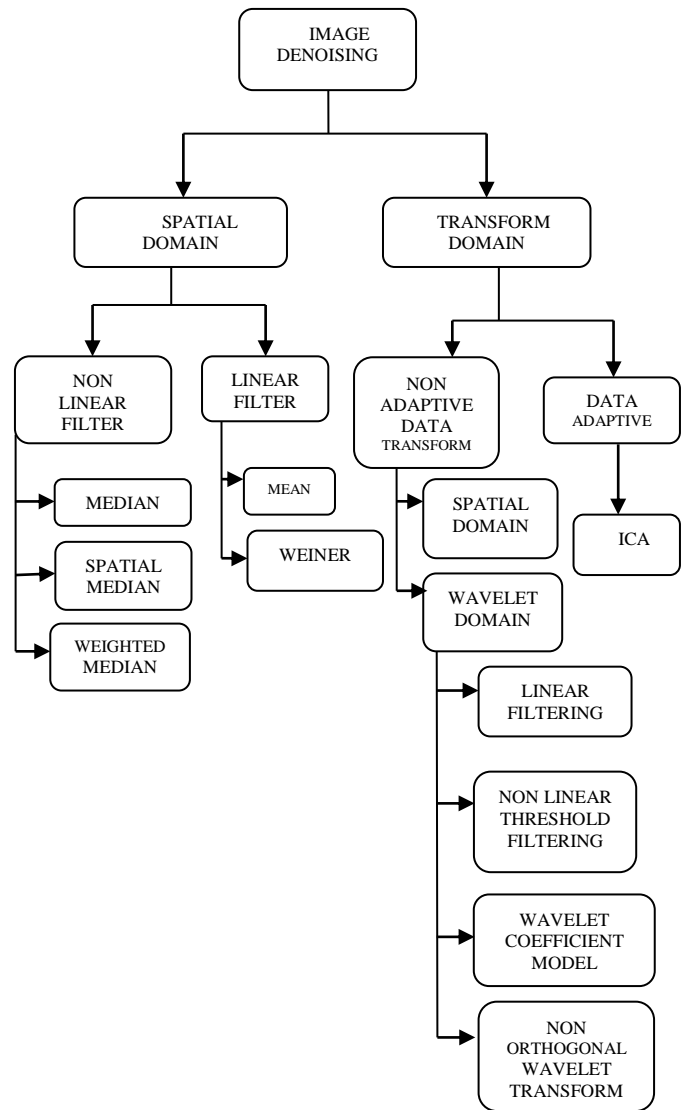 IMAGE
DENOISING
SPATIAL
DOMAIN
TRANSFORM
DOMAIN
NON
LINEAR
FILTER
LINEAR
FILTER
NON
ADAPTIVE
DATA
TRANSFORM
DATA
ADAPTIVE
MEDIAN
SPATIAL
MEDIAN
WEIGHTED
MEDIAN
MEAN
WEINER
SPATIAL
DOMAIN
WAVELET
DOMAIN
ICA
LINEAR
FILTERING
NON LINEAR
THRESHOLD
FILTERING
WAVELET
COEFFICIENT
MODEL
NON
ORTHOGONAL
WAVELET
TRANSFORM